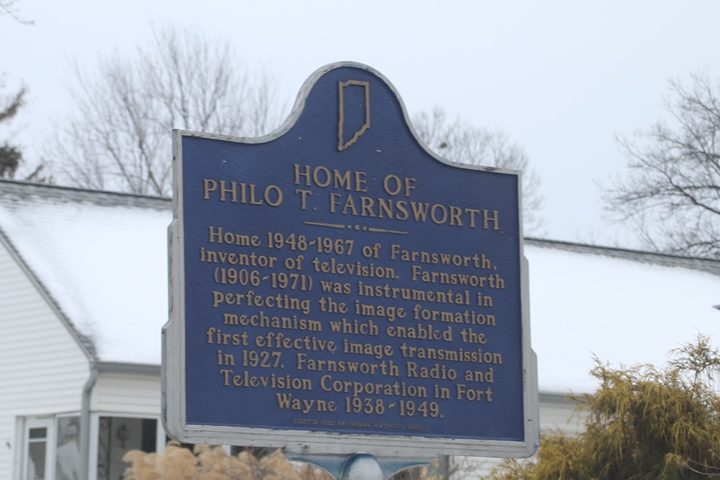 HOME OF
PHILO T. FARNSWORTH
Home 1948-1967 of Farnsworth,
inventor of television. Farnsworth
(1906-1971) was instrumental in
perfecting the image formation
mechanism which enabled the
first effective image transmission
in 1927. Farnsworth Radio and
Television Corporation in Fort
Wayne 1938-1949.